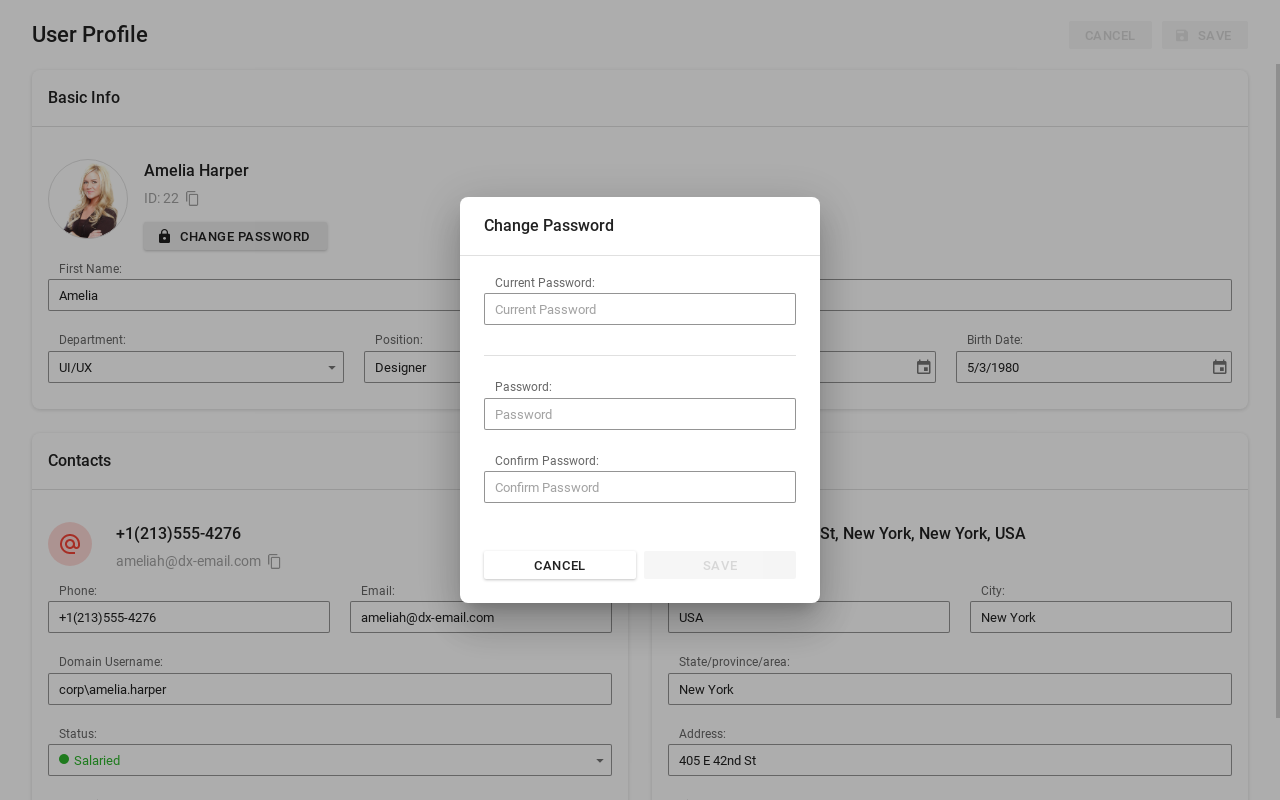 User Profile
CANCEL
SAVE
Basic Info
Amelia Harper
ID: 22
CHANGE PASSWORD
First Name:
Amelia
Department:
UI/UX
Position:
Designer
Birth Date:
5/3/1980
Change Password
Current Password:
Current Password
Password:
Password
Confirm Password:
Confirm Password
CANCEL
SAVE
Contacts
+1(213)555-4276
ameliah@dx-email.com
Phone:
+1(213)555-4276
Email:
ameliah@dx-email.com
Domain Username:
corp\amelia.harper
Status:
Salaried
St, New York, New York, USA
USA
City:
New York
State/province/area:
New York
Address:
405 E 42nd St